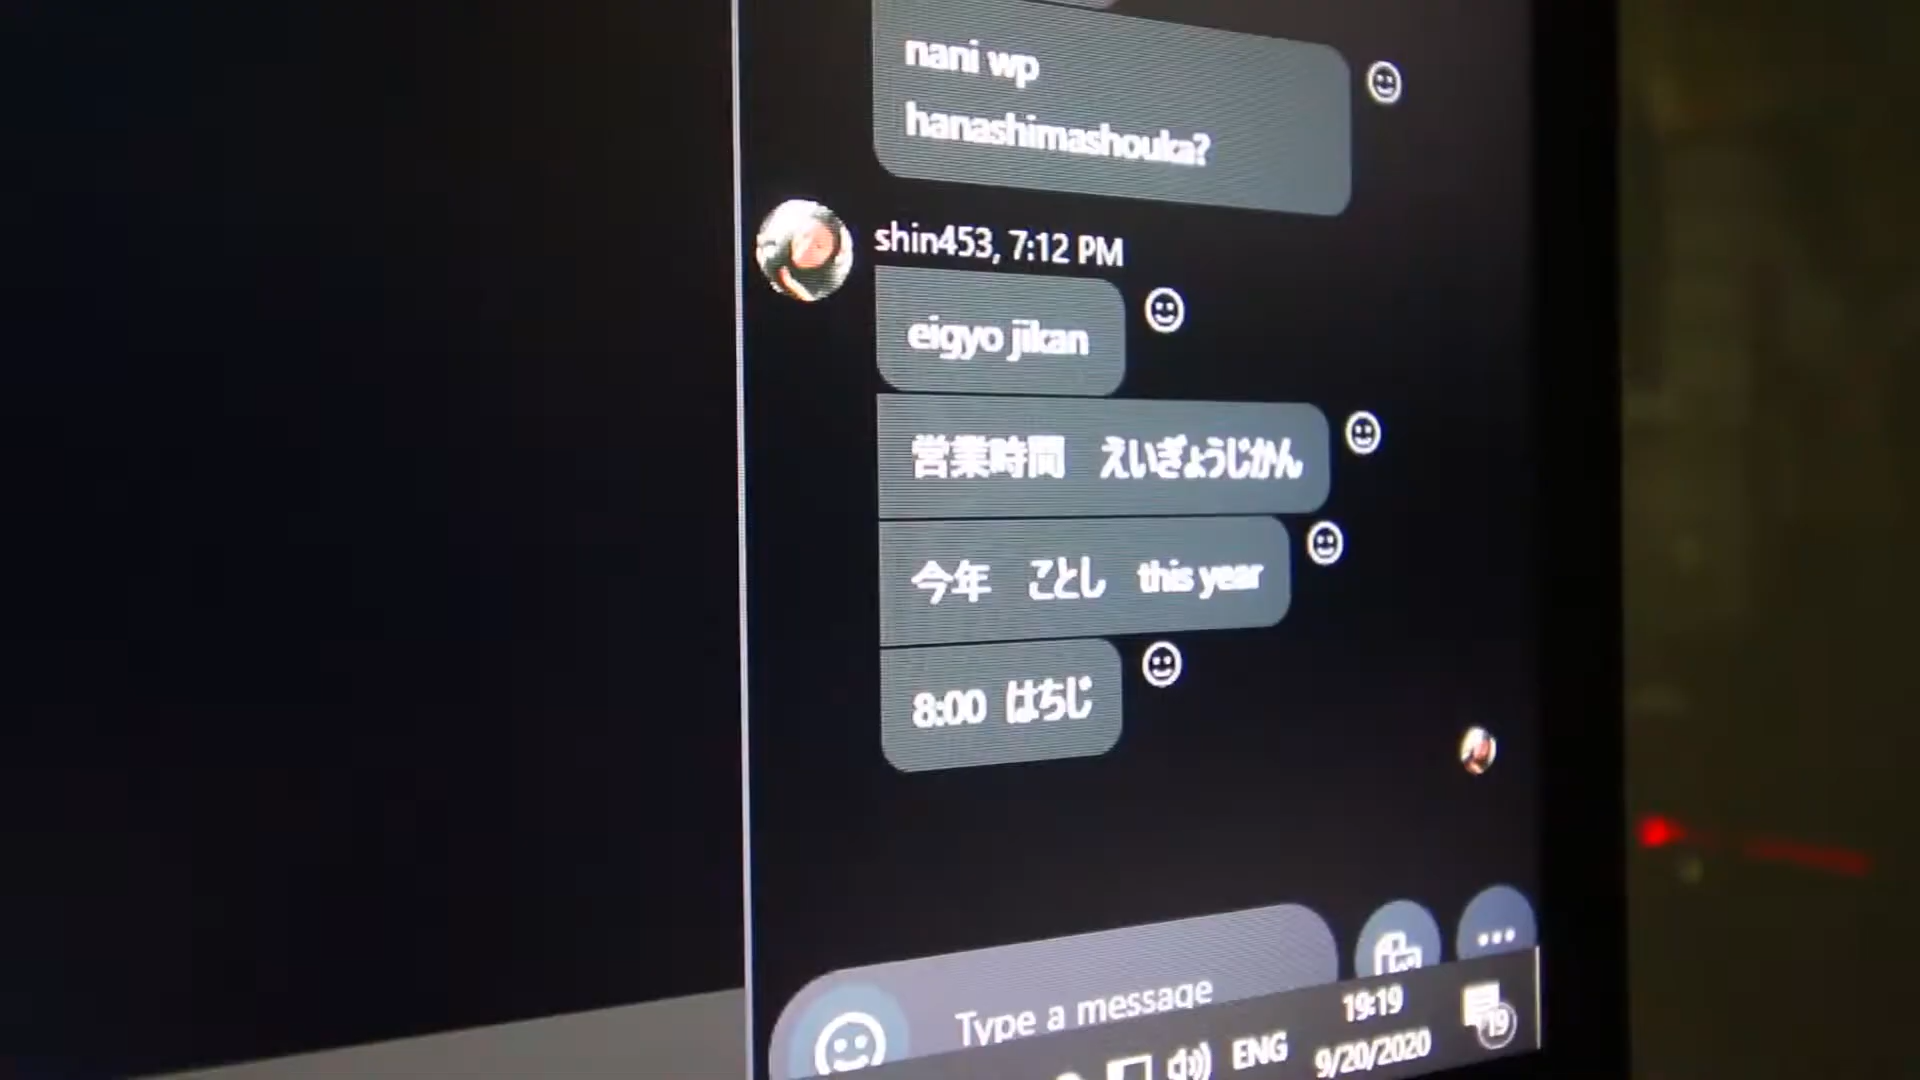 nani wp
hanashimashouka?
shin453, 7:12 PM
eigyo jikan
営業時間　えいぎょうじかん
今年　ことし　this year
8:00 はちじ
Type a message
ENG
19:19
9/20/2020
19